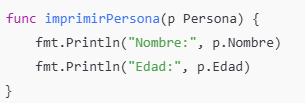 func imprimirPersona(p Persona) {
    fmt.Println("Nombre:", p.Nombre)
    fmt.Println("Edad:", p.Edad)
}